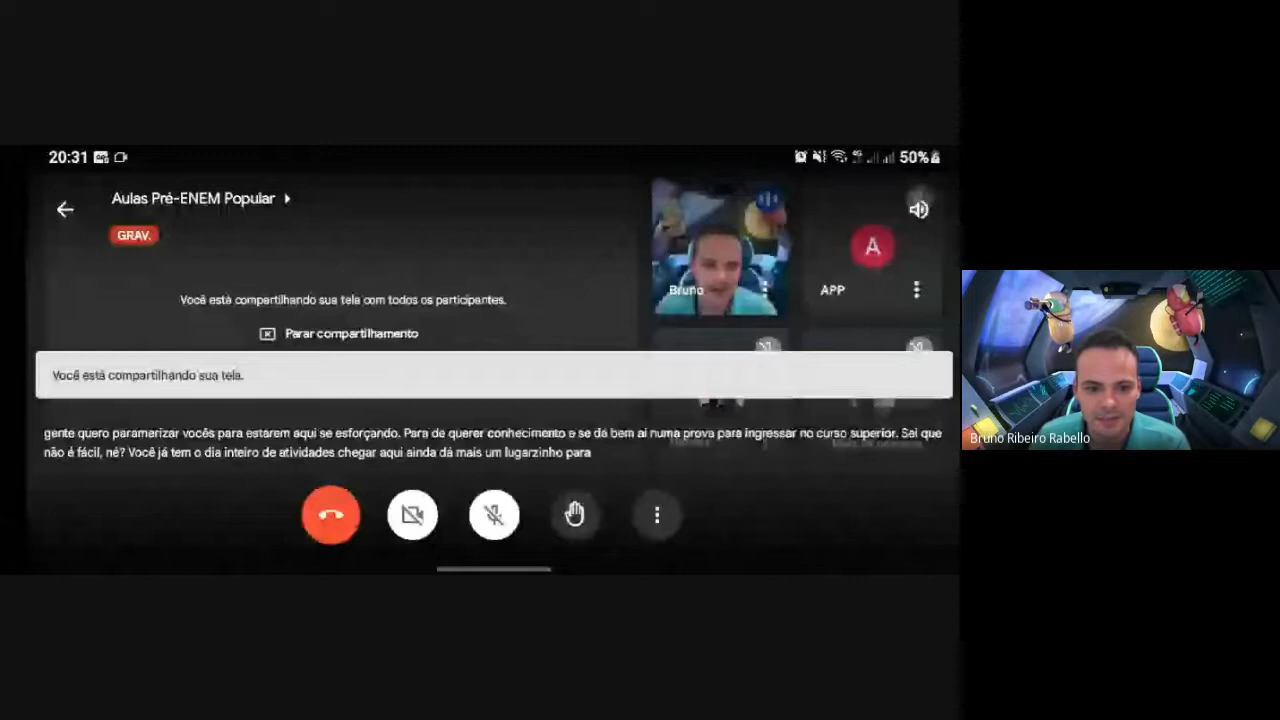 20:31
50%
Aulas Pré-ENEM Popular
GRAV.
A
Bruno
APP
Você está compartilhando sua tela com todos os participantes.
Parar compartilhamento
Você está compartilhando sua tela.
gente quero paramerizar vocês para estarem aqui se esforçando. Para de querer conhecimento e se dá bem aí numa prova para ingressar no curso superior. Sei que
não é fácil, né? Você já tem o dia inteiro de atividades chegar aqui ainda dá mais um lugarzinho para
Bruno Ribeiro Rabello